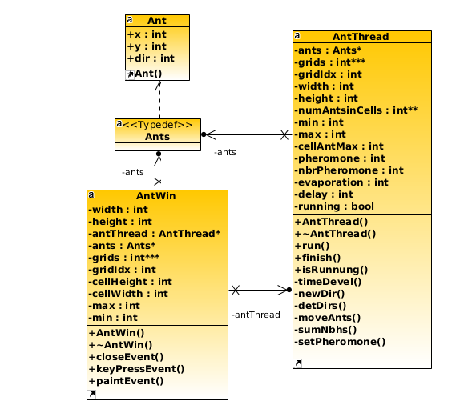 a
Ant
+x : int
+y : int
+dir : int
Ant()
a<<Typedef>>
Ants
-ants
-ants
a
AntWin
-width : int
-height : int
-antThread : AntThread*
-ants : Ants*
-grids : int***
-gridIdx : int
-cellHeight : int
-cellWidth : int
-max : int
-min : int
+AntWin()
+~AntWin()
+closeEvent()
+keyPressEvent()
+paintEvent()
-antThread
a
AntThread
-ants : Ants*
-grids : int***
-gridIdx : int
-width : int
-height : int
-numAntsinCells : int**
-min : int
-max : int
-cellAntMax : int
-pheromone : int
-nbrPheromone : int
-evaporation : int
-delay : int
-running : bool
+AntThread()
+~AntThread()
+run()
+finish()
+isRunnung()
-timeDevel()
-newDir()
-detDirs()
-moveAnts()
-sumNbhs()
-setPheromone()